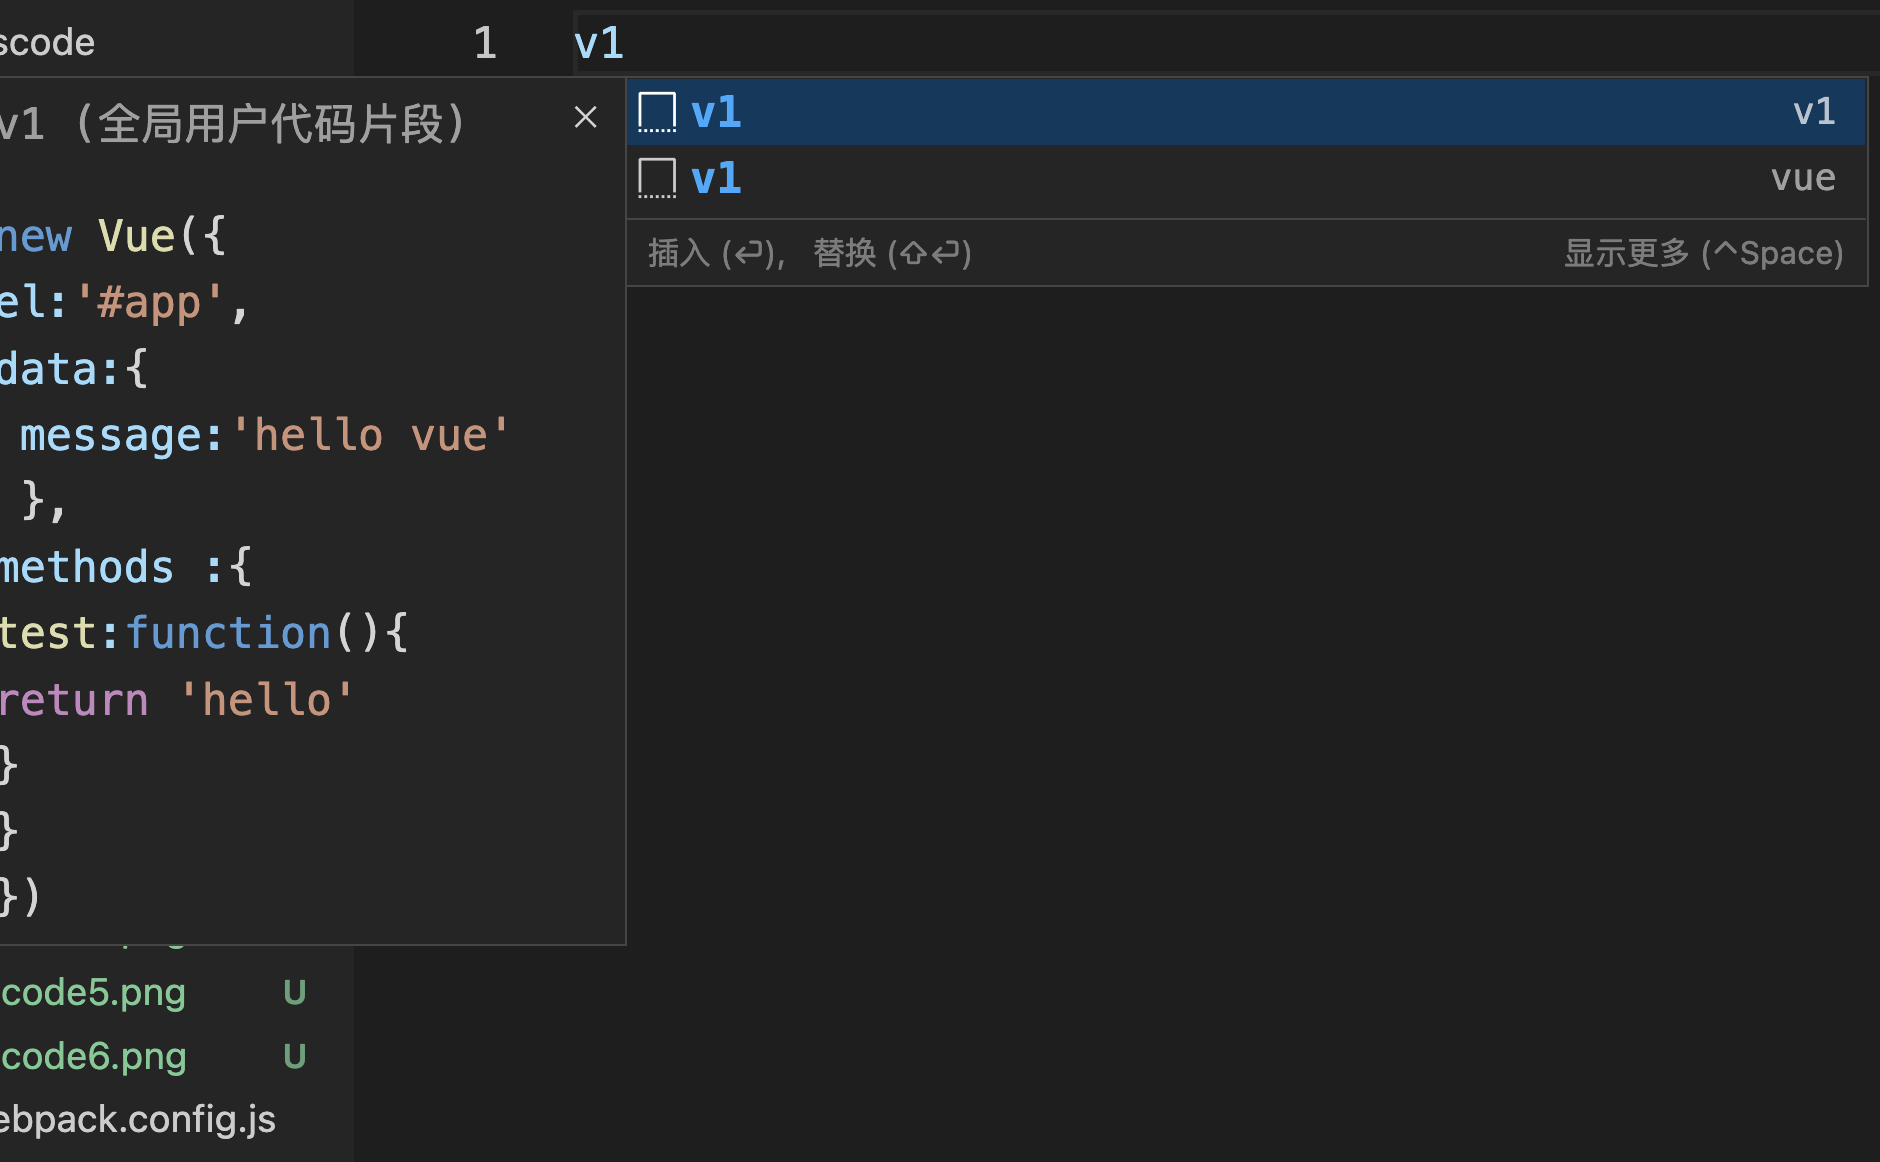 scode
1 v1
v1 (全局用户代码片段) ×
new Vue({
el:'#app',
data:{
message:'hello vue'
},
methods :{
test:function(){
return 'hello'
}
}
})
v1 v1
v1 vue
插入 (⏎), 替换 (⇧⏎) 显示更多 (^Space)
code5.png U
code6.png U
ebpack.config.js